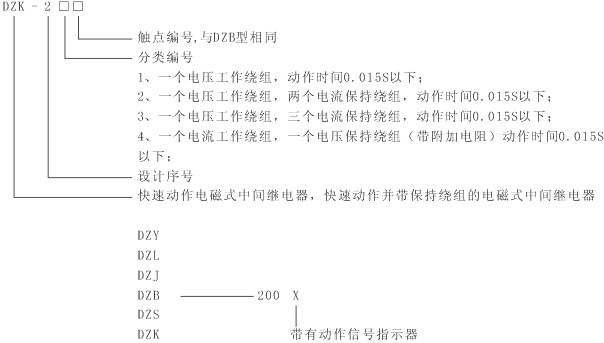 DZK - 2 □ □
触点编号,与DZB型相同
分类编号
1、一个电压工作绕组，动作时间0.015S以下；
2、一个电压工作绕组，两个电流保持绕组，动作时间0.015S以下；
3、一个电压工作绕组，三个电流保持绕组，动作时间0.015S以下；
4、一个电流工作绕组，一个电压保持绕组（带附加电阻）动作时间0.015S
以下；
设计序号
快速动作电磁式中间继电器，快速动作并带保持绕组的电磁式中间继电器
DZY
DZL
DZJ
DZB 200 X
DZS
DZK 带有动作信号指示器